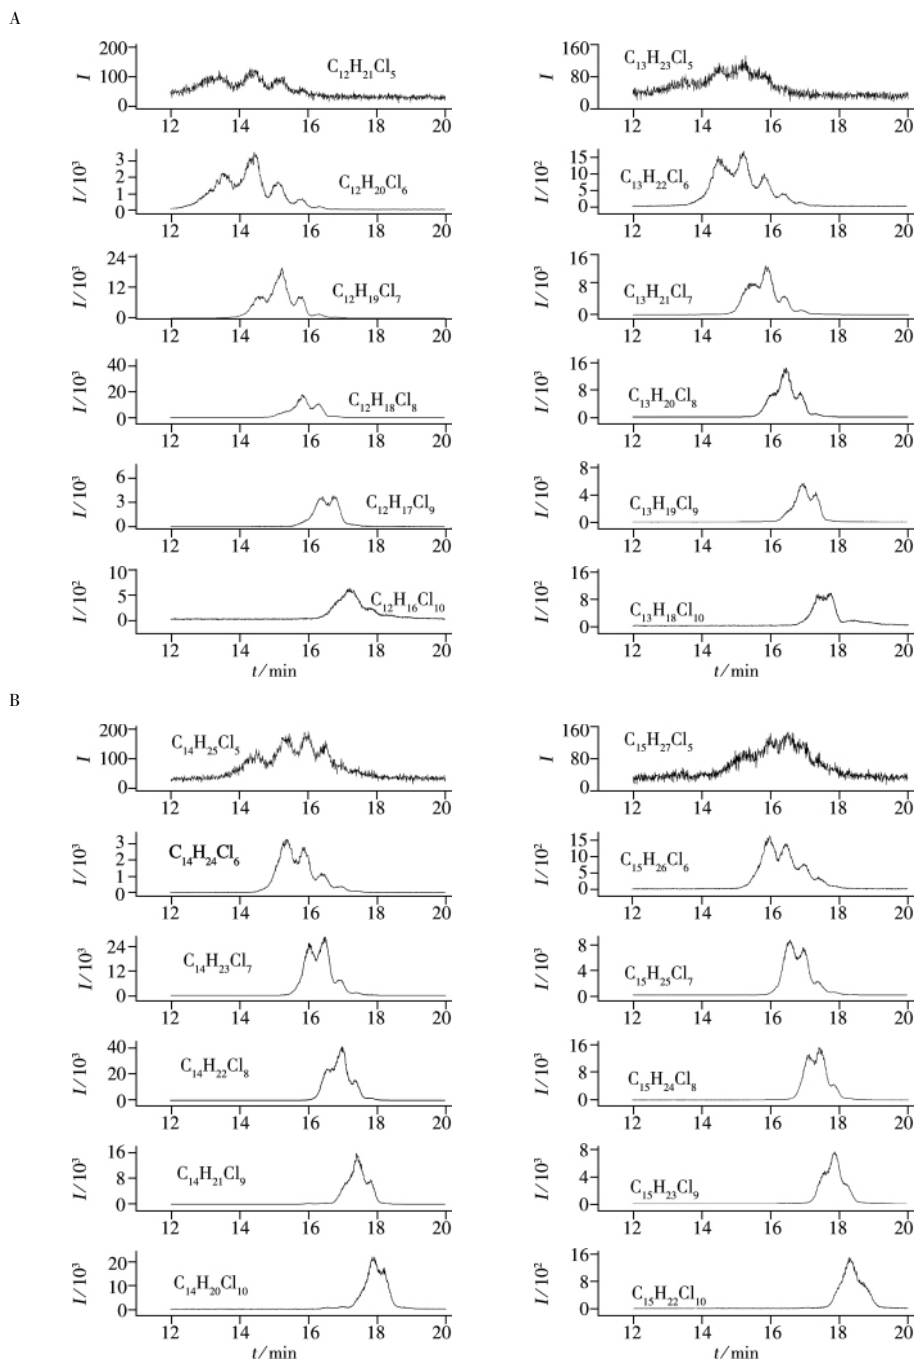 A
I
200
100
0
C₁₂H₂₁Cl₅
12 14 16 18 20
I
160
80
0
C₁₃H₂₃Cl₅
12 14 16 18 20
I/10³
3
2
1
0
C₁₂H₂₀Cl₆
12 14 16 18 20
I/10²
15
10
5
0
C₁₃H₂₂Cl₆
12 14 16 18 20
I/10³
24
12
0
C₁₂H₁₉Cl₇
12 14 16 18 20
I/10³
16
8
0
C₁₃H₂₁Cl₇
12 14 16 18 20
I/10³
40
20
0
C₁₂H₁₈Cl₈
12 14 16 18 20
I/10³
16
8
0
C₁₃H₂₀Cl₈
12 14 16 18 20
I/10³
6
3
0
C₁₂H₁₇Cl₉
12 14 16 18 20
I/10³
8
4
0
C₁₃H₁₉Cl₉
12 14 16 18 20
I/10²
10
5
0
C₁₂H₁₆Cl₁₀
12 14 16 18 20
t/min
I/10²
16
8
0
C₁₃H₁₈Cl₁₀
12 14 16 18 20
t/min
B
I
200
100
0
C₁₄H₂₅Cl₅
12 14 16 18 20
I
160
80
0
C₁₅H₂₇Cl₅
12 14 16 18 20
I/10³
3
2
1
0
C₁₄H₂₄Cl₆
12 14 16 18 20
I/10²
15
10
5
0
C₁₅H₂₆Cl₆
12 14 16 18 20
I/10³
24
12
0
C₁₄H₂₃Cl₇
12 14 16 18 20
I/10³
8
4
0
C₁₅H₂₅Cl₇
12 14 16 18 20
I/10³
40
20
0
C₁₄H₂₂Cl₈
12 14 16 18 20
I/10³
16
8
0
C₁₅H₂₄Cl₈
12 14 16 18 20
I/10³
16
8
0
C₁₄H₂₁Cl₉
12 14 16 18 20
I/10³
8
4
0
C₁₅H₂₃Cl₉
12 14 16 18 20
I/10²
20
10
0
C₁₄H₂₀Cl₁₀
12 14 16 18 20
t/min
I/10²
16
8
0
C₁₅H₂₂Cl₁₀
12 14 16 18 20
t/min